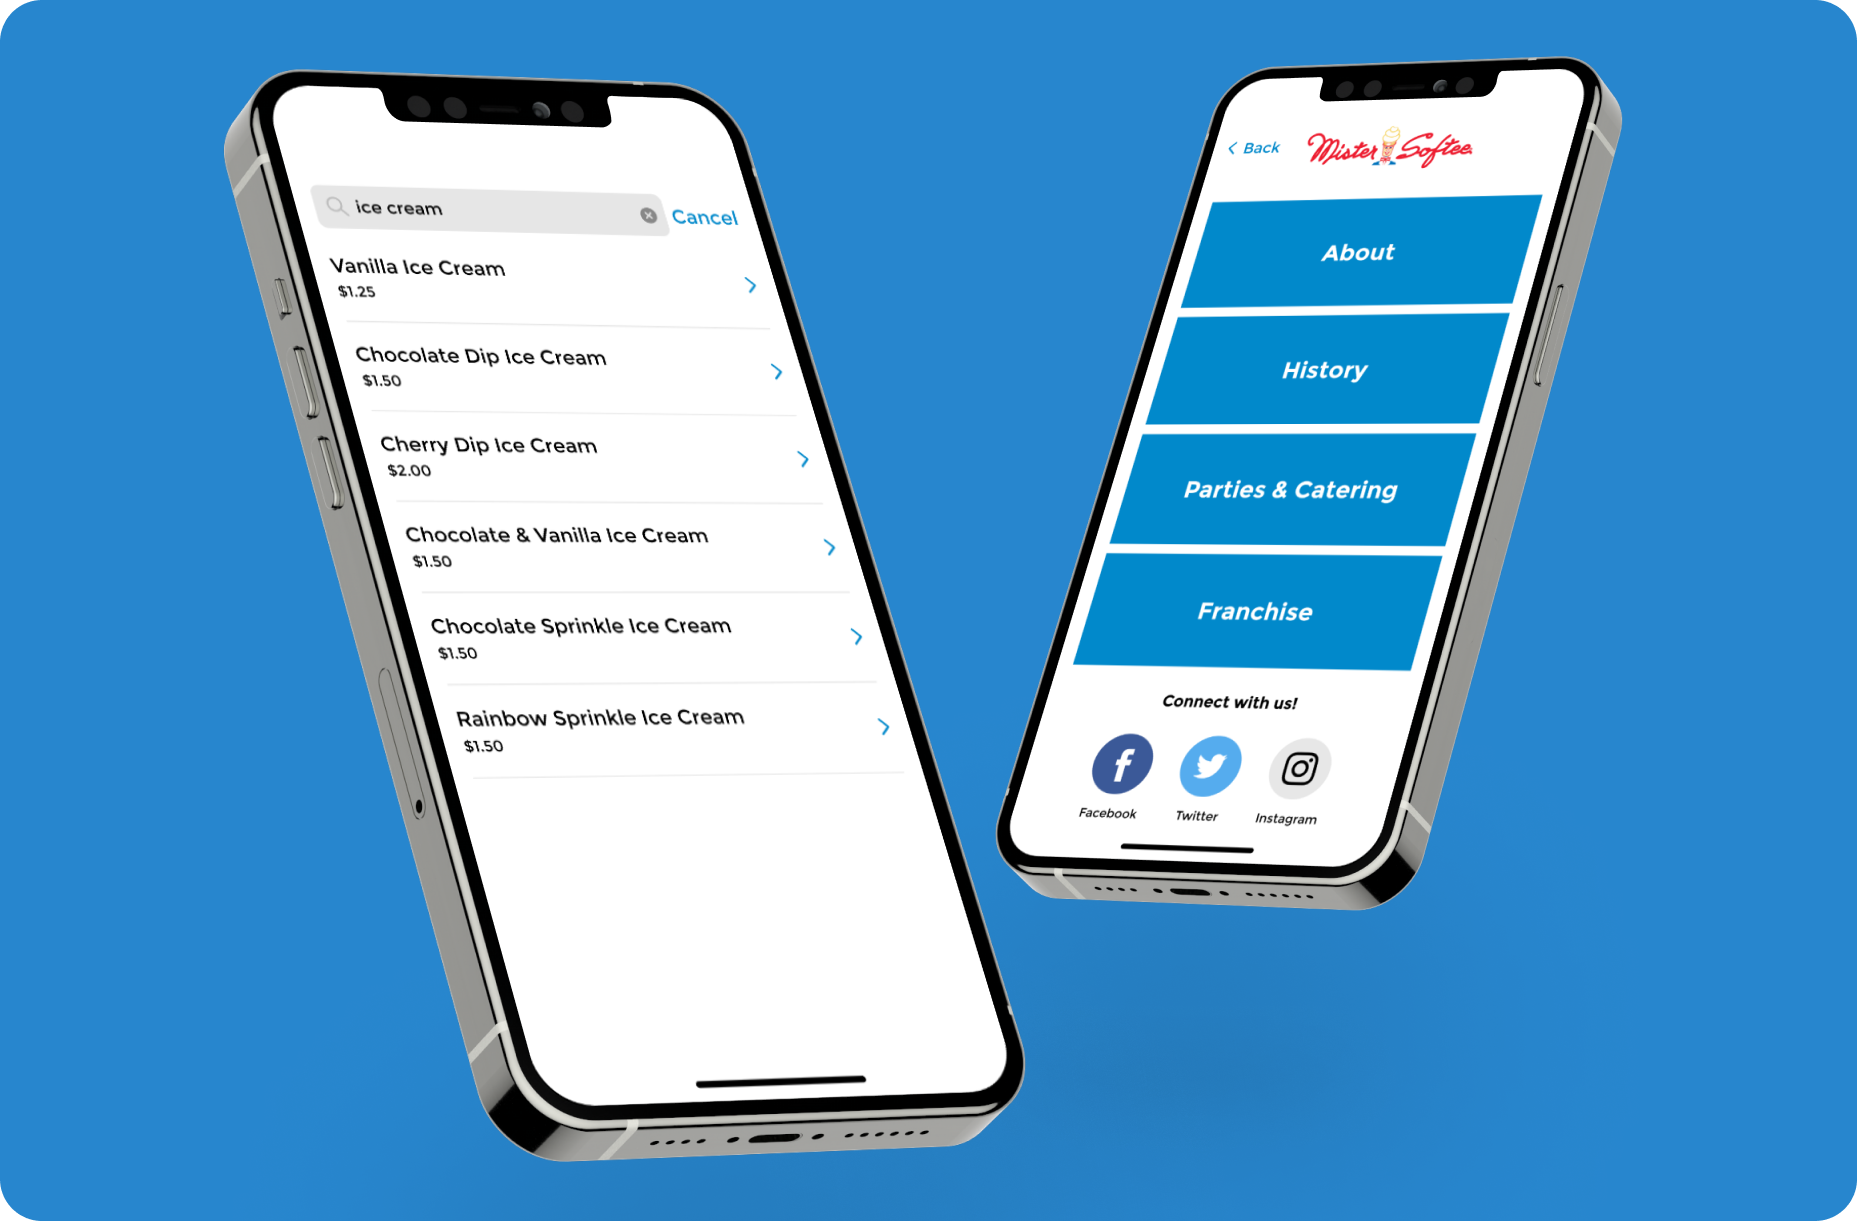 ice cream
Cancel
Vanilla Ice Cream
$1.25
Chocolate Dip Ice Cream
$1.50
Cherry Dip Ice Cream
$2.00
Chocolate & Vanilla Ice Cream
$1.50
Chocolate Sprinkle Ice Cream
$1.50
Rainbow Sprinkle Ice Cream
$1.50
Back
Mister Softee
About
History
Parties & Catering
Franchise
Connect with us!
Facebook
Twitter
Instagram